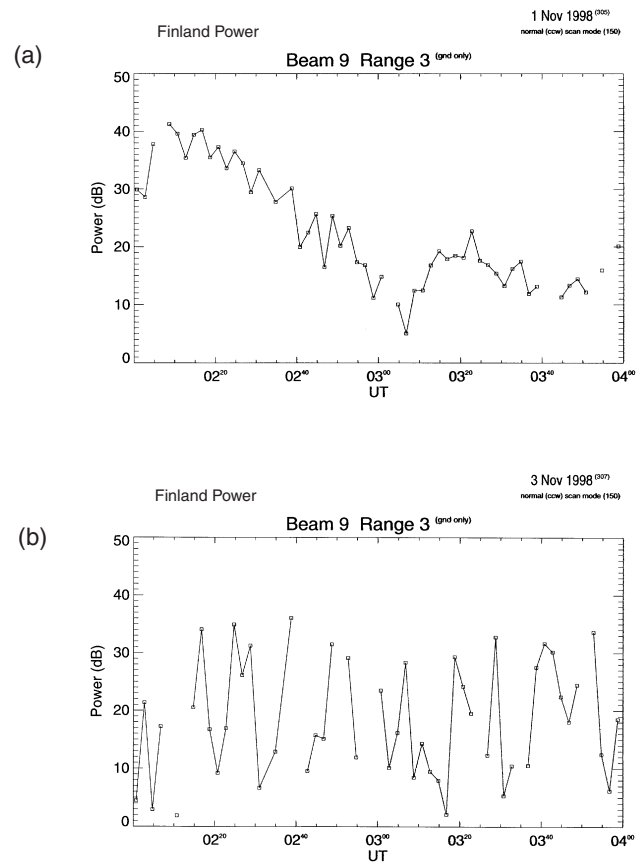 1 Nov 1998 (305)
Finland Power
normal (ccw) scan mode (150)
(a)
Beam 9 Range 3 (gnd only)
50
40
30
20
10
0
Power (dB)
02²⁰ 02⁴⁰ 03⁰⁰ 03²⁰ 03⁴⁰ 04⁰⁰
UT
3 Nov 1998 (307)
Finland Power
normal (ccw) scan mode (150)
(b)
Beam 9 Range 3 (gnd only)
50
40
30
20
10
0
Power (dB)
02²⁰ 02⁴⁰ 03⁰⁰ 03²⁰ 03⁴⁰ 04⁰⁰
UT